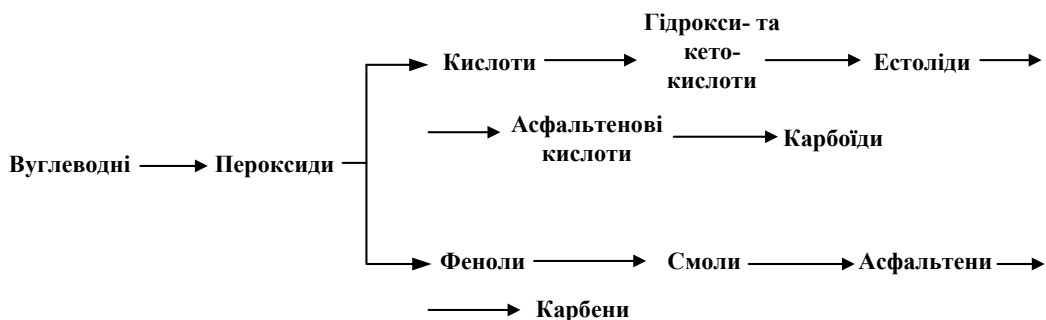 Гідрокси- та
Кислоти кето- Естоліди
кислоти
Асфальтенові
кислоти Карбоїди
Вуглеводні Пероксиди
Феноли Смоли Асфальтени
Карбени